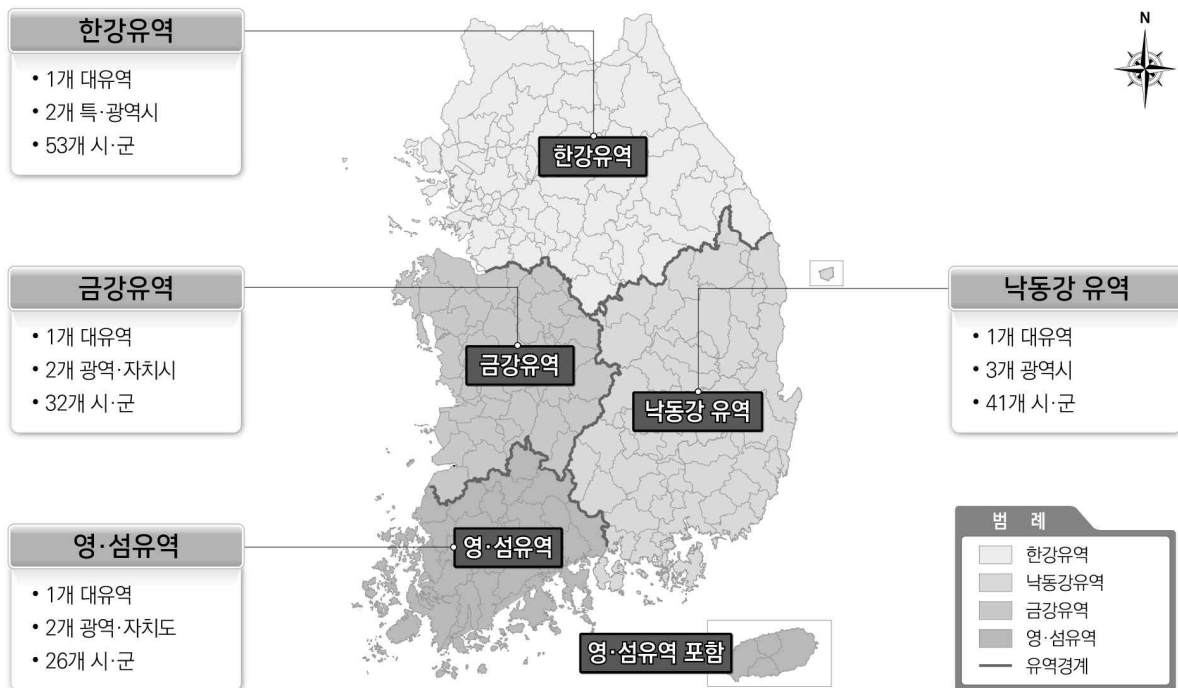 한강유역
• 1개 대유역
• 2개 특·광역시
• 53개 시·군
N
한강유역
금강유역
• 1개 대유역
• 2개 광역·자치시
• 32개 시·군
금강유역
낙동강 유역
• 1개 대유역
• 3개 광역시
• 41개 시·군
낙동강 유역
영·섬유역
• 1개 대유역
• 2개 광역·자치도
• 26개 시·군
영·섬유역
영·섬유역 포함
범 례
한강유역
낙동강유역
금강유역
영·섬유역
유역경계